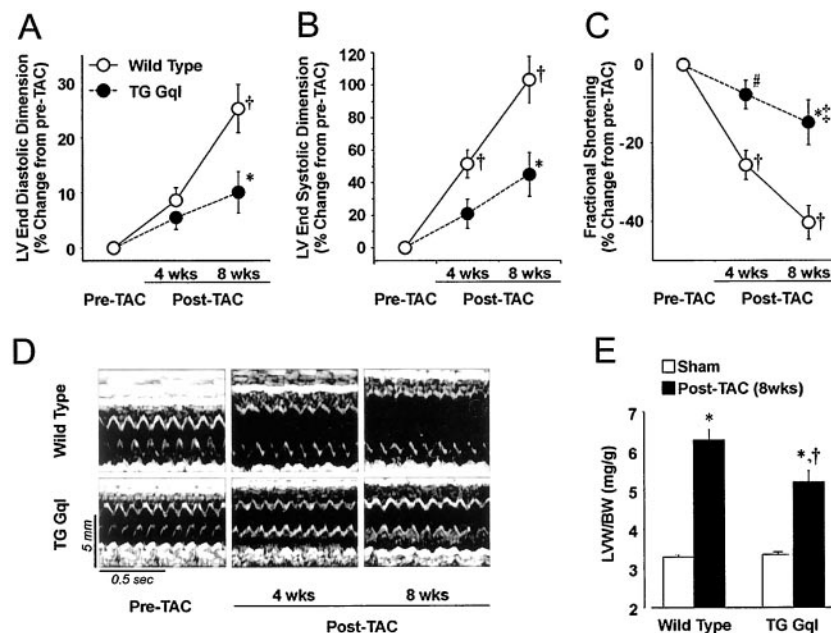 A
LV End Diastolic Dimension
(% Change from pre-TAC)
30
20
10
0
Wild Type
TG GqI
†
*
4 wks 8 wks
Pre-TAC Post-TAC
B
LV End Systolic Dimension
(% Change from pre-TAC)
120
100
80
60
40
20
0
†
†
*
4 wks 8 wks
Pre-TAC Post-TAC
C
Fractional Shortening
(% Change from pre-TAC)
0
-20
-40
#
*‡
†
†
4 wks 8 wks
Pre-TAC Post-TAC
D
Wild Type
TG GqI
5 mm
0.5 sec
Pre-TAC
4 wks 8 wks
Post-TAC
E
Sham
Post-TAC (8wks)
LVW/BW (mg/g)
7
6
5
4
3
2
*
*,†
Wild Type TG GqI